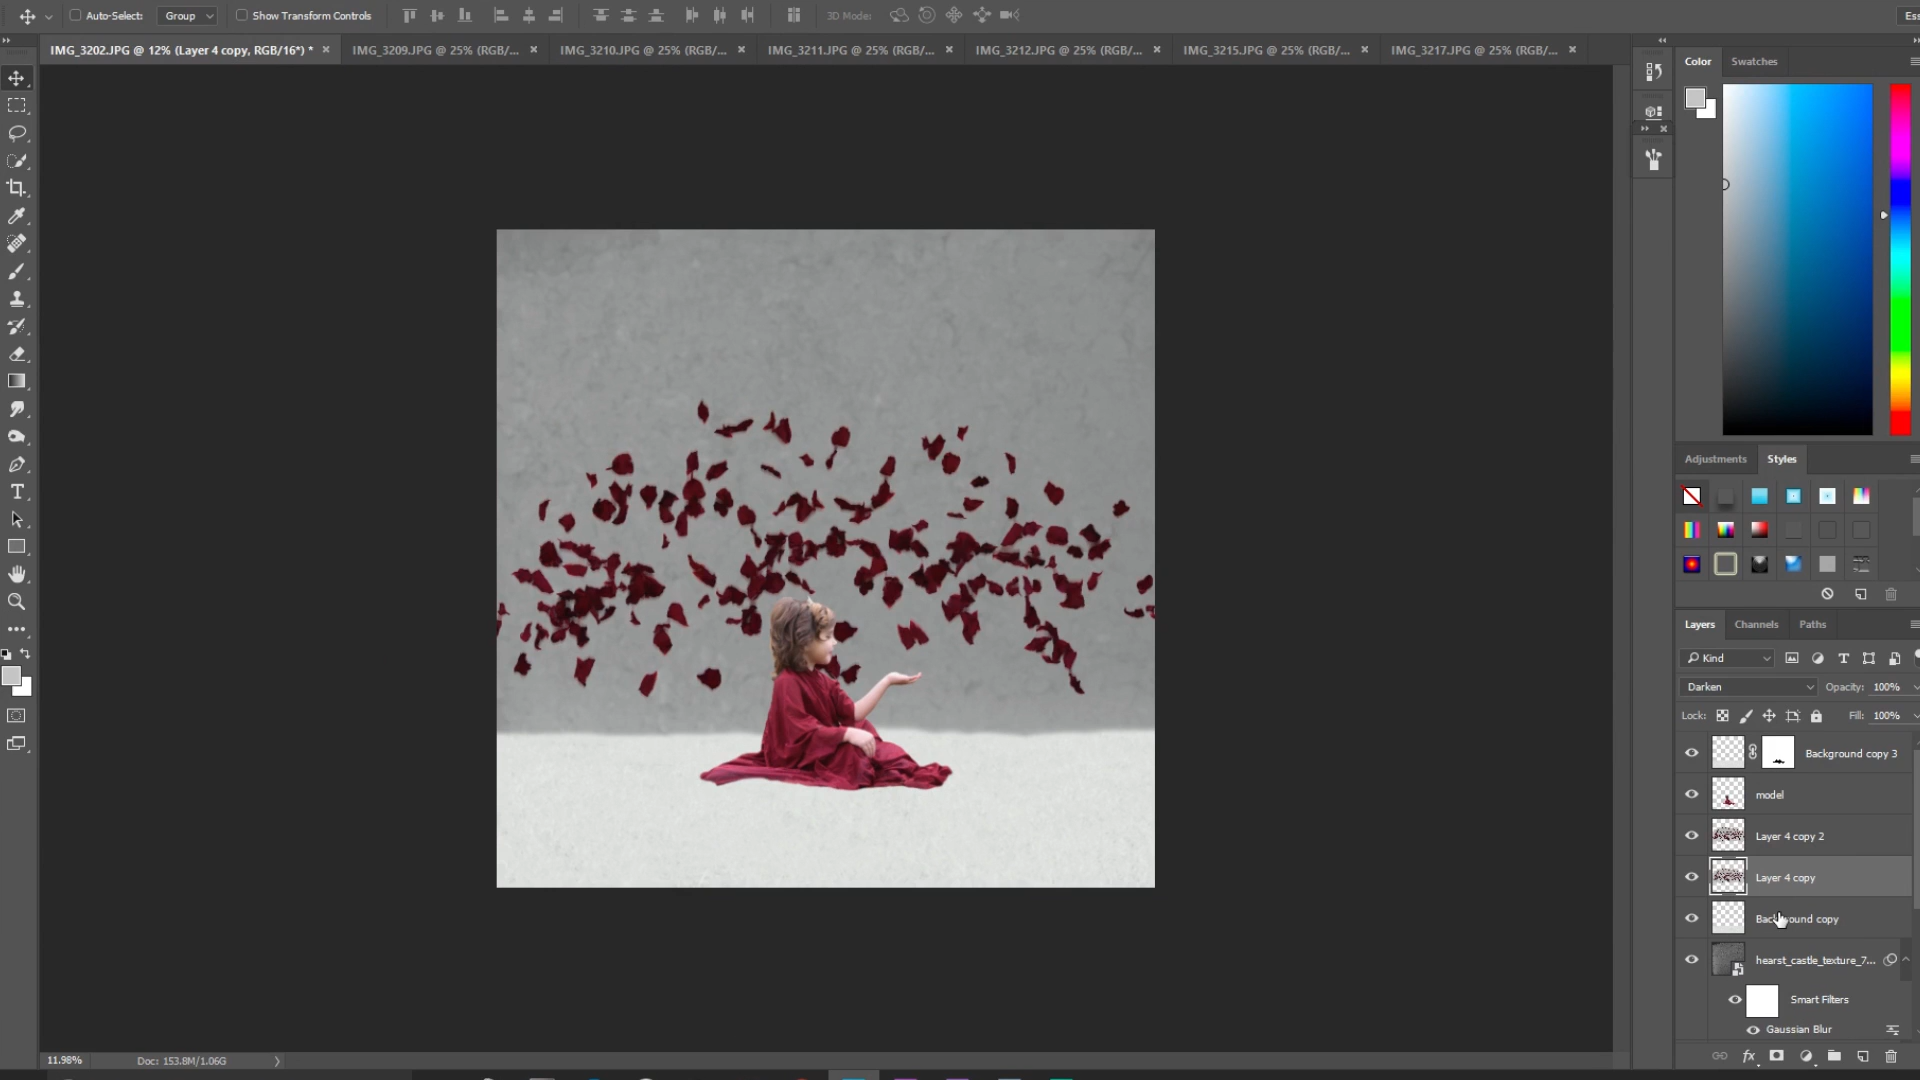 Auto-Select: Group Show Transform Controls 3D Mode: Ess
IMG_3202.JPG @ 12% (Layer 4 copy, RGB/16*) * IMG_3209.JPG @ 25% (RGB/... IMG_3210.JPG @ 25% (RGB/... IMG_3211.JPG @ 25% (RGB/... IMG_3212.JPG @ 25% (RGB/... IMG_3215.JPG @ 25% (RGB/... IMG_3217.JPG @ 25% (RGB/...
Color Swatches
Adjustments Styles
Layers Channels Paths
Kind
Darken Opacity: 100%
Lock: Fill: 100%
Background copy 3
model
Layer 4 copy 2
Layer 4 copy
Background copy
hearst_castle_texture_7...
Smart Filters
Gaussian Blur
11.98% Doc: 153.8M/1.06G